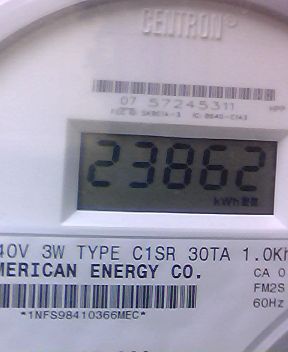 CENTRON®
07 57245311
23862
kWh
40V 3W TYPE C1SR 30TA 1.0Kh
MERICAN ENERGY CO.
CA 0
FM2S
60Hz
*1NFS98410366MEC*